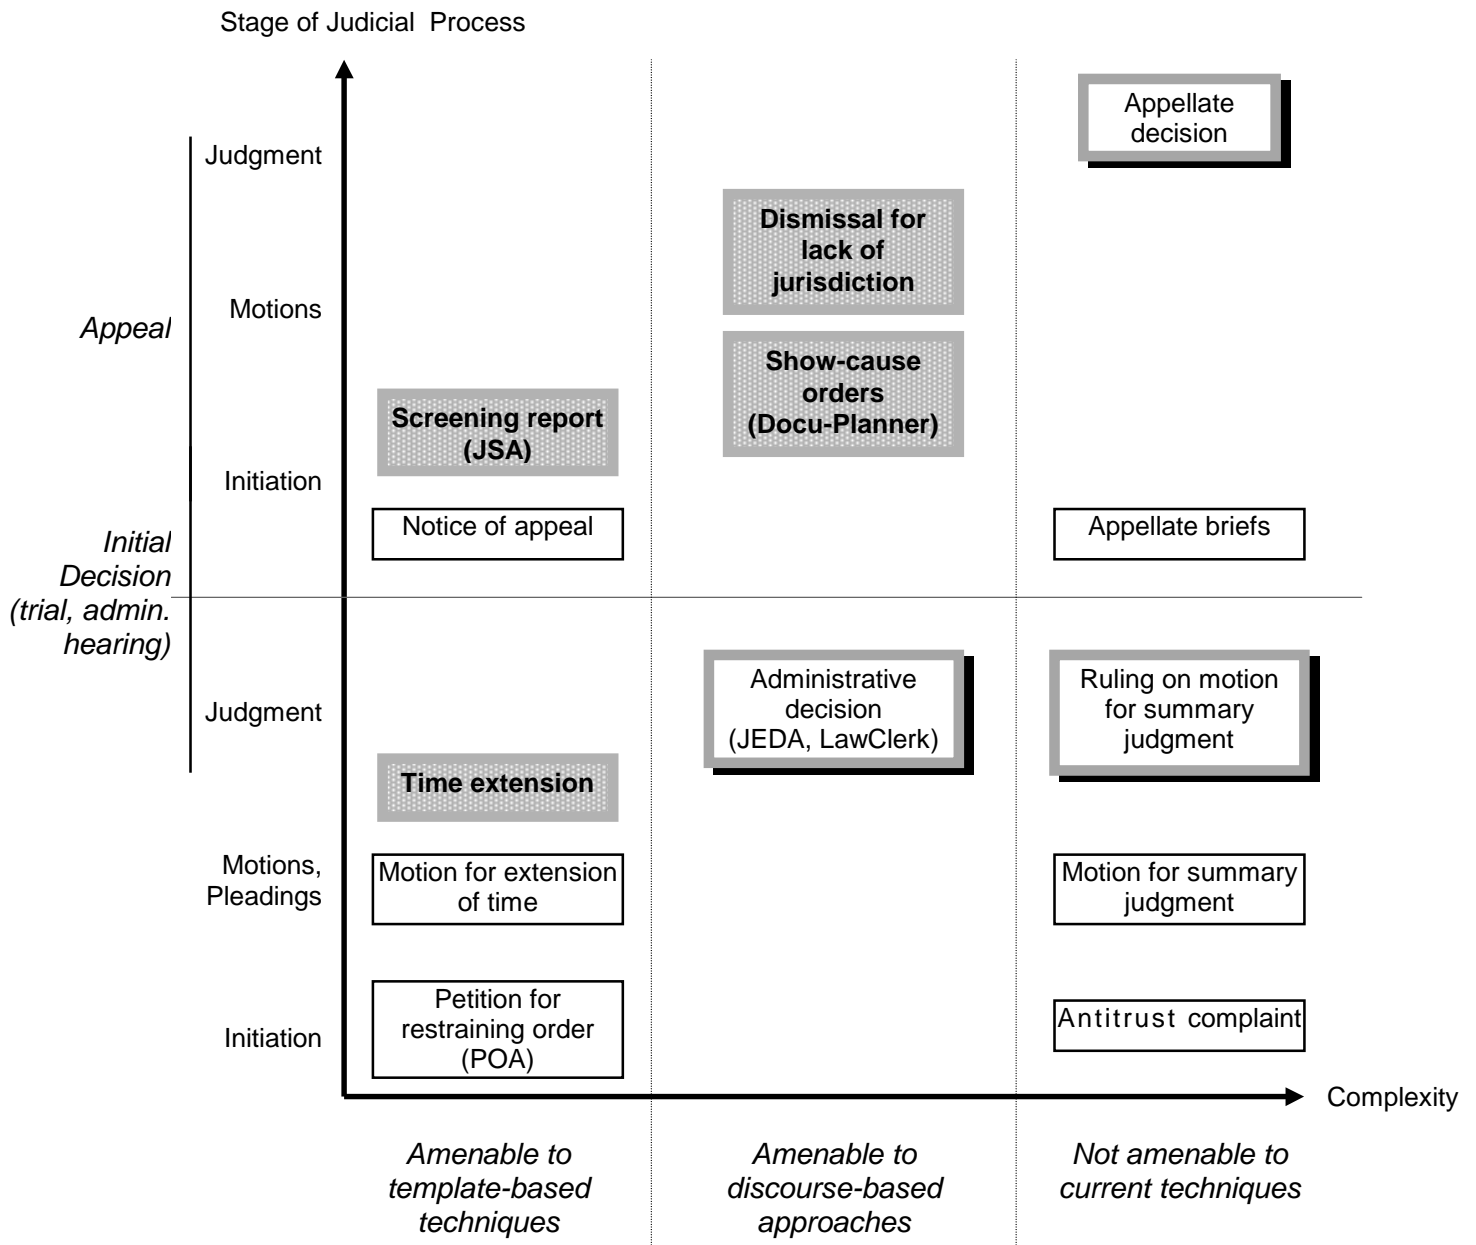 Stage of Judicial Process
Appellate
decision
Judgment
Dismissal for
lack of
jurisdiction
Motions
Appeal
Show-cause
orders
(Docu-Planner)
Screening report
(JSA)
Initiation
Notice of appeal
Appellate briefs
Initial
Decision
(trial, admin.
hearing)
Administrative
decision
(JEDA, LawClerk)
Ruling on motion
for summary
judgment
Judgment
Time extension
Motions,
Pleadings
Motion for extension
of time
Motion for summary
judgment
Initiation
Petition for
restraining order
(POA)
Antitrust complaint
Complexity
Amenable to
template-based
techniques
Amenable to
discourse-based
approaches
Not amenable to
current techniques